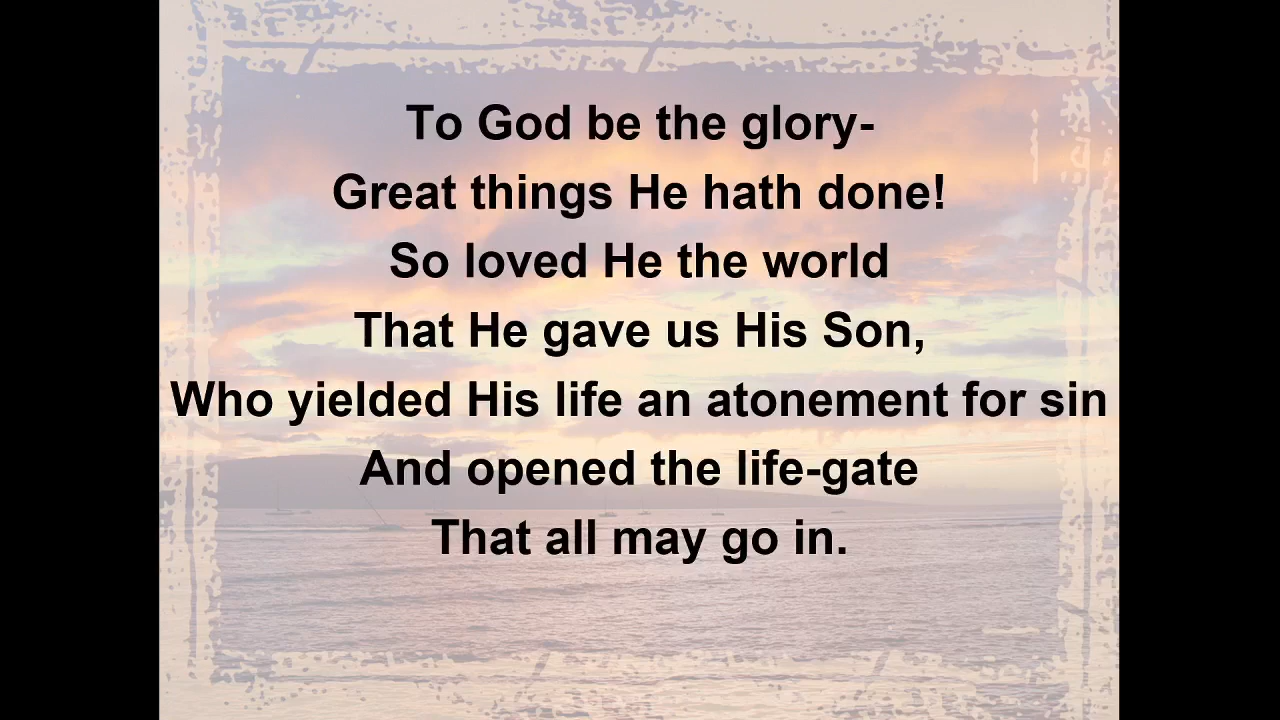 To God be the glory-
Great things He hath done!
So loved He the world
That He gave us His Son,
Who yielded His life an atonement for sin
And opened the life-gate
That all may go in.